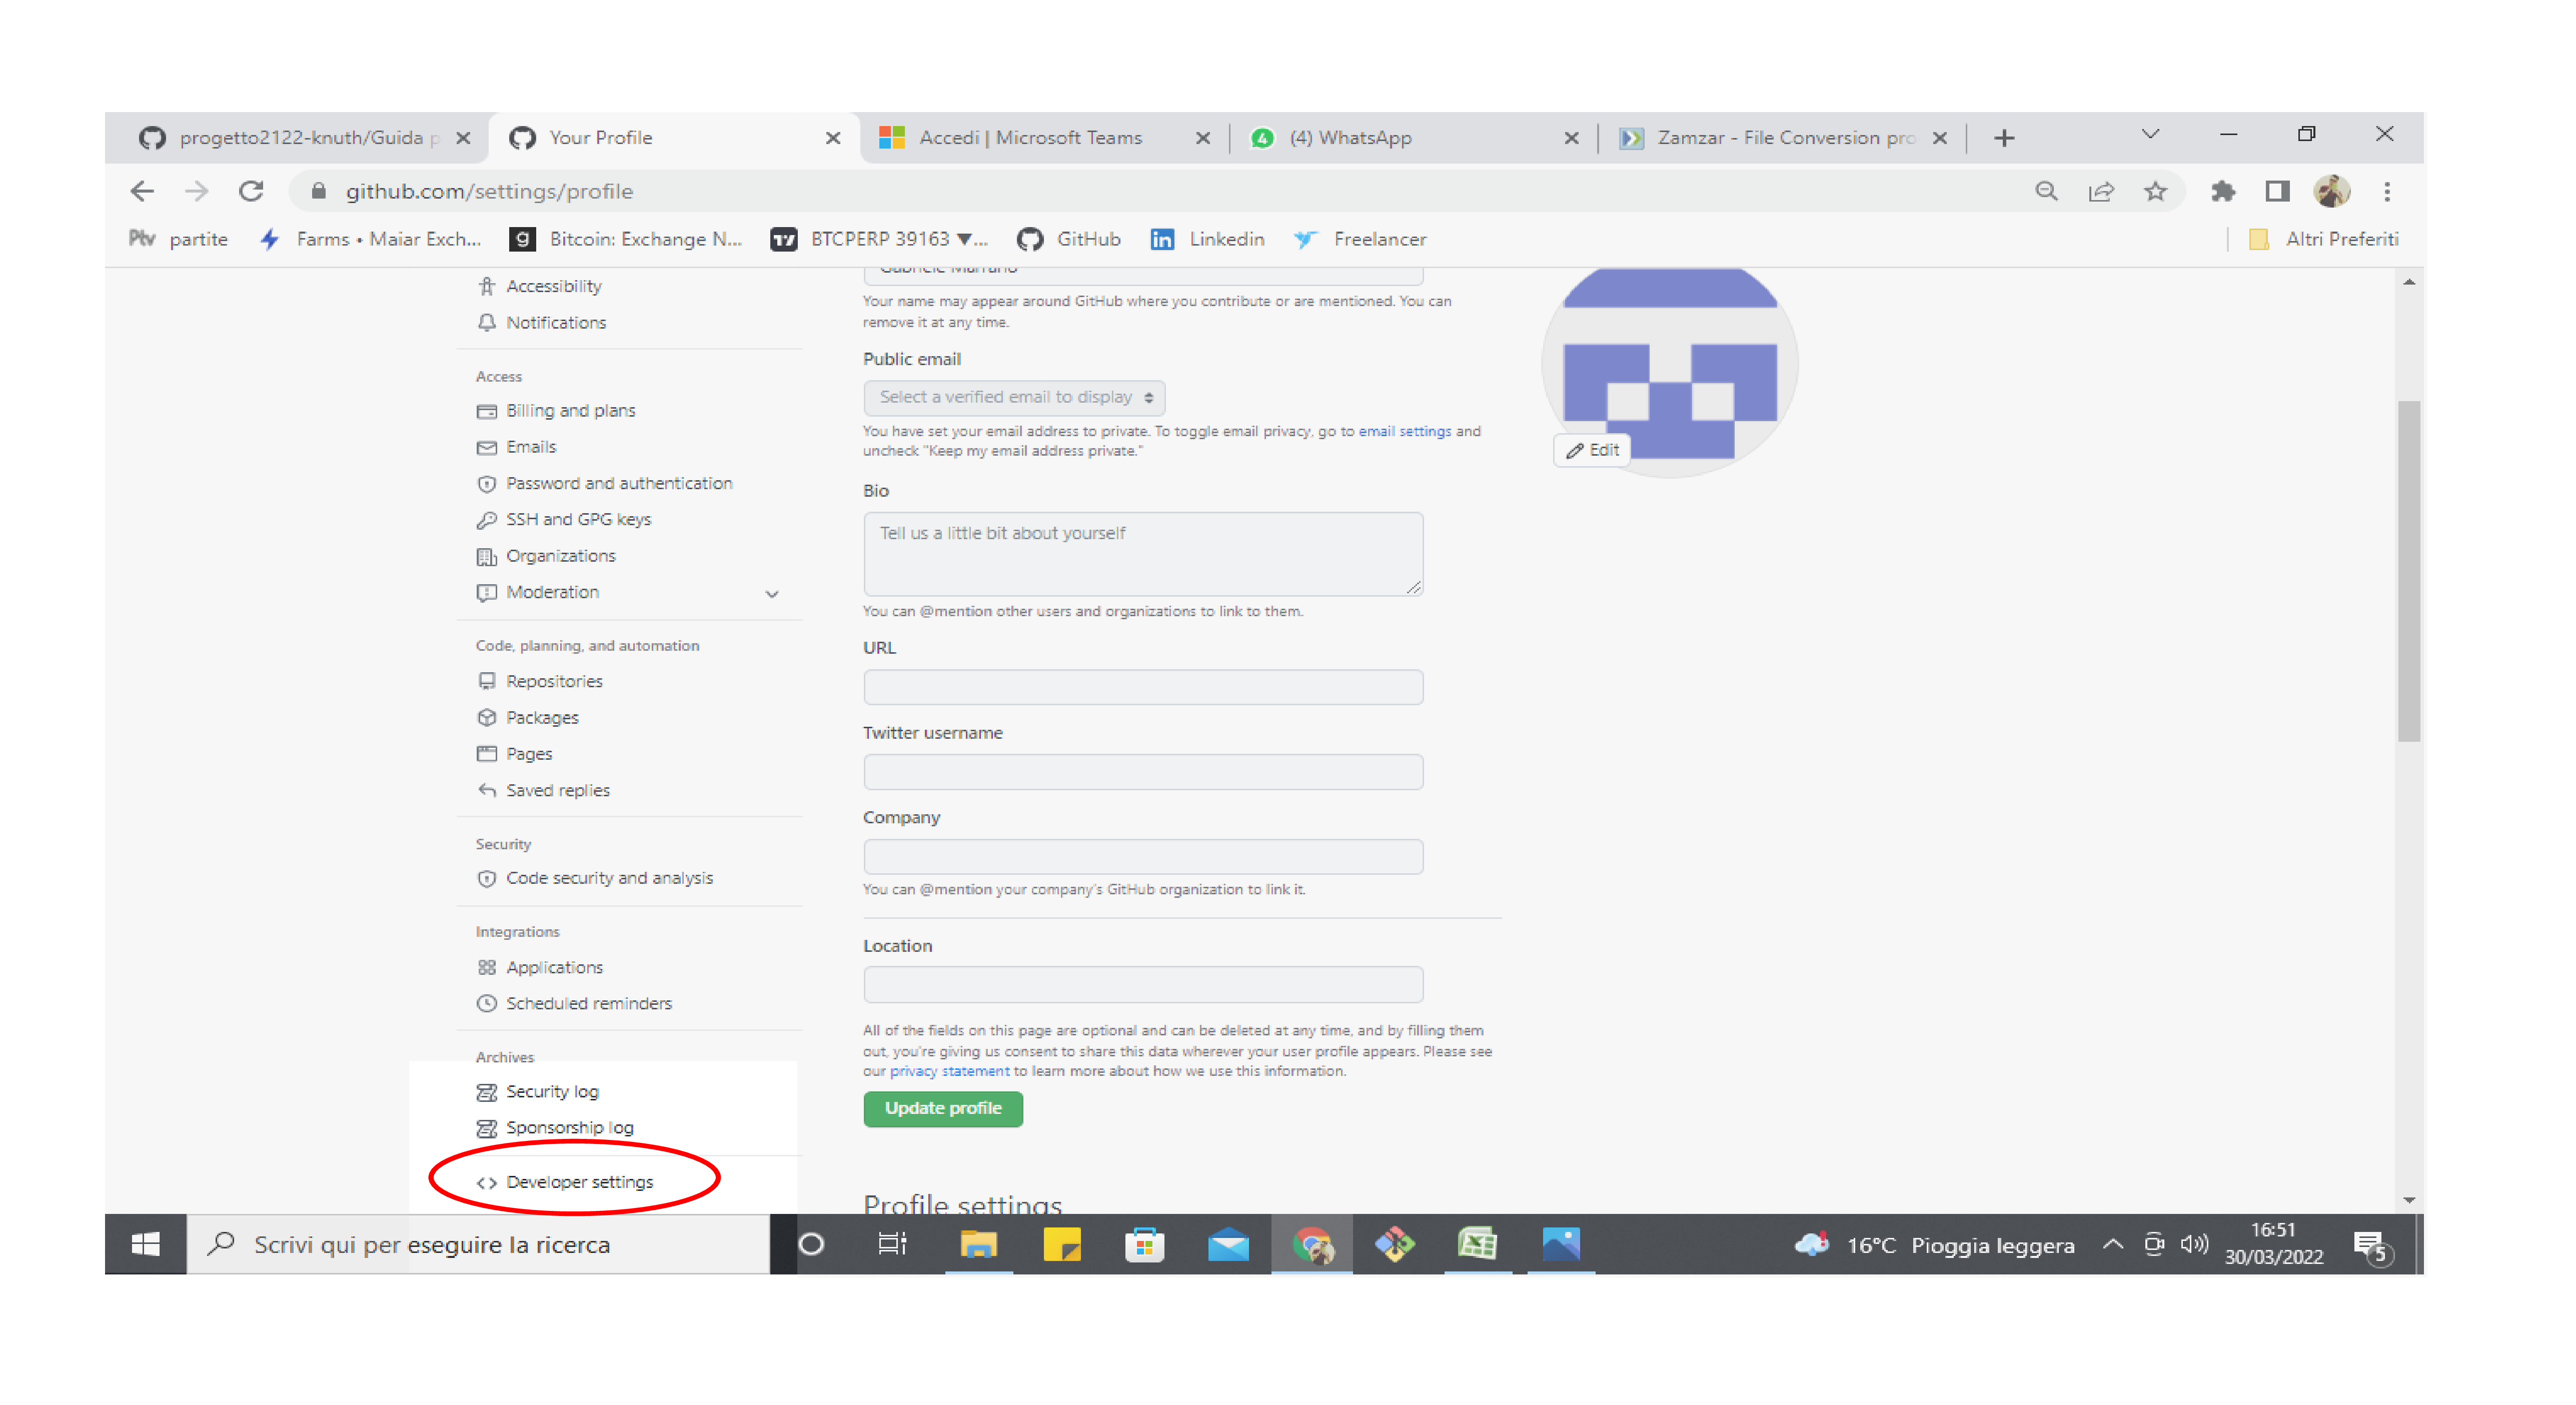 progetto2122-knuth/Guida p
Your Profile
Accedi | Microsoft Teams
4
(4) WhatsApp
Zamzar - File Conversion pro
github.com/settings/profile
Ptv partite
Farms • Maiar Exch...
Bitcoin: Exchange N...
BTCPERP 39163 ▼...
GitHub
Linkedin
Freelancer
Altri Preferiti
Accessibility
Notifications
Access
Billing and plans
Emails
Password and authentication
SSH and GPG keys
Organizations
Moderation
Code, planning, and automation
Repositories
Packages
Pages
Saved replies
Security
Code security and analysis
Integrations
Applications
Scheduled reminders
Archives
Security log
Sponsorship log
<> Developer settings
Your name may appear around GitHub where you contribute or are mentioned. You can
remove it at any time.
Public email
Select a verified email to display
You have set your email address to private. To toggle email privacy, go to email settings and
uncheck "Keep my email address private."
Bio
Tell us a little bit about yourself
You can @mention other users and organizations to link to them.
URL
Twitter username
Company
You can @mention your company's GitHub organization to link it.
Location
All of the fields on this page are optional and can be deleted at any time, and by filling them
out, you're giving us consent to share this data wherever your user profile appears. Please see
our privacy statement to learn more about how we use this information.
Update profile
Profile settings
Edit
Scrivi qui per eseguire la ricerca
16°C Pioggia leggera
16:51
30/03/2022
5